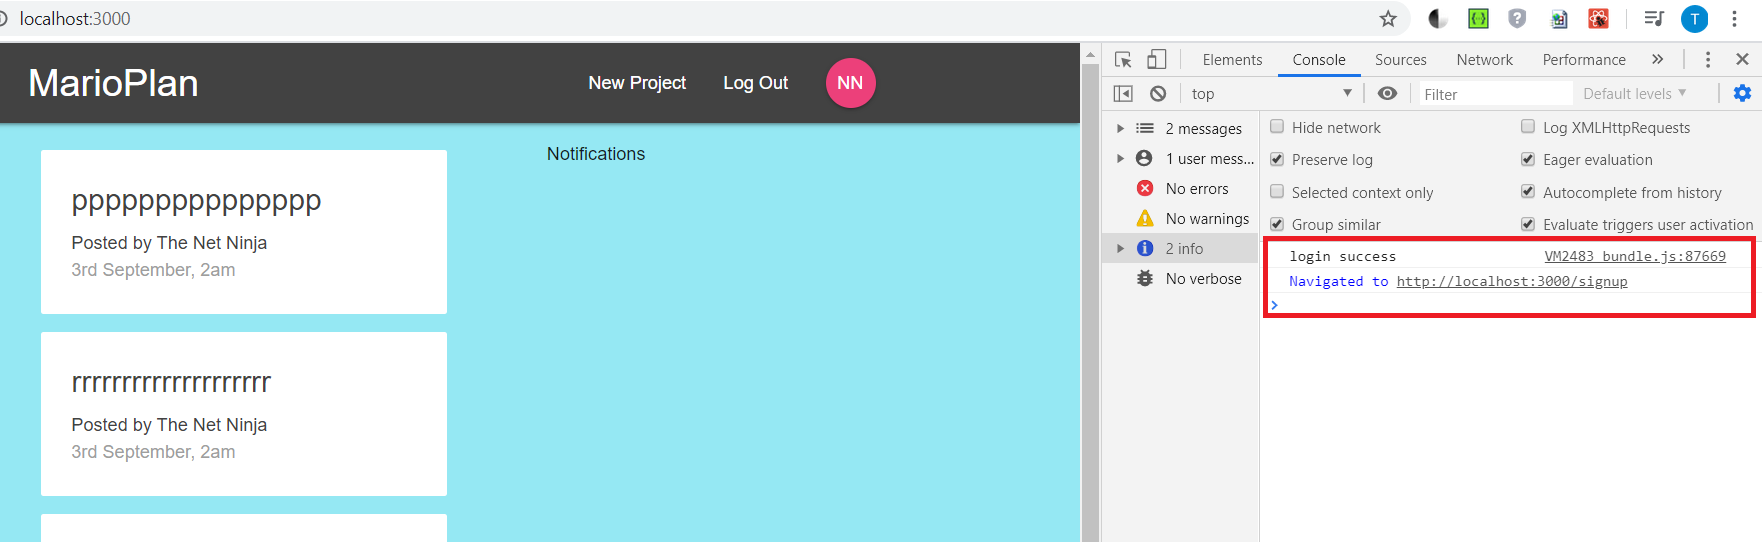 localhost:3000
T
MarioPlan
New Project
Log Out
NN
Notifications
ppppppppppppppp
Posted by The Net Ninja
3rd September, 2am
rrrrrrrrrrrrrrrrrrrr
Posted by The Net Ninja
3rd September, 2am
Elements
Console
Sources
Network
Performance
»
top
Filter
Default levels
2 messages
1 user mess...
No errors
No warnings
2 info
No verbose
Hide network
Log XMLHttpRequests
Preserve log
Eager evaluation
Selected context only
Autocomplete from history
Group similar
Evaluate triggers user activation
login success
VM2483 bundle.js:87669
Navigated to http://localhost:3000/signup